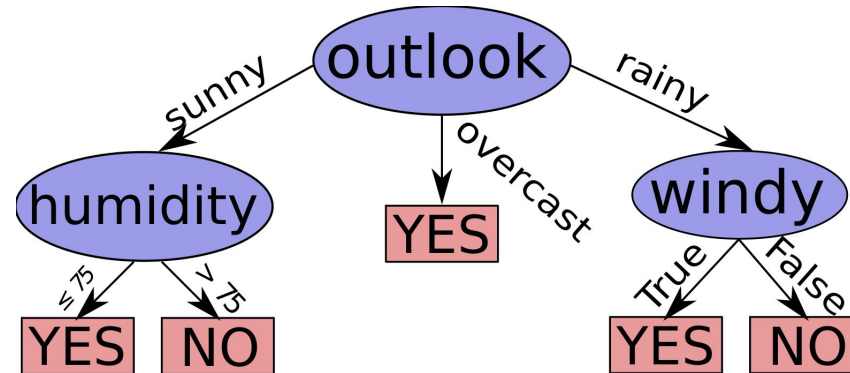 outlook
sunny
overcast
rainy
humidity
YES
windy
≤ 75
> 75
True
False
YES
NO
YES
NO